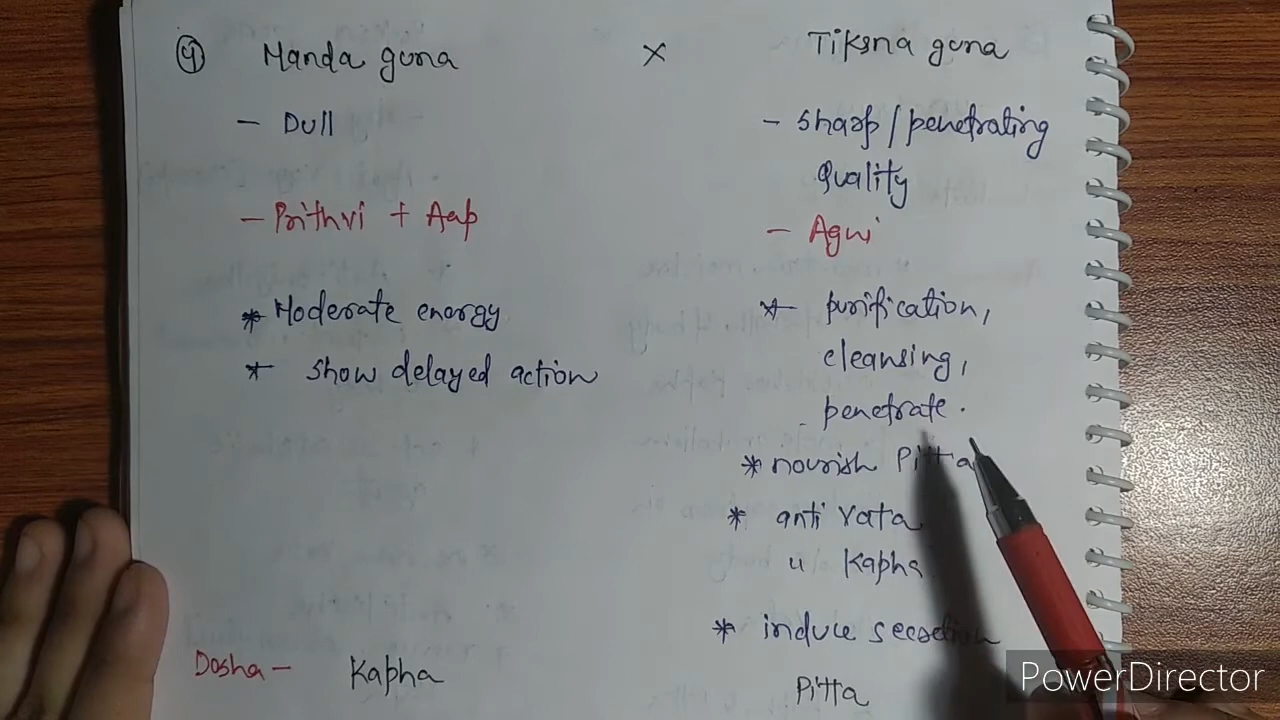 ④ Manda guna × Tiksna guna
- Dull
- Prithvi + Aap
* Moderate energy
* Show delayed action
- Sharp/penetrating
quality
- Agni
* purification,
cleansing,
penetrate.
* nourish Pitta
* anti vata
" Kapha
* induce secretion
Dosha - Kapha Pitta
PowerDirector